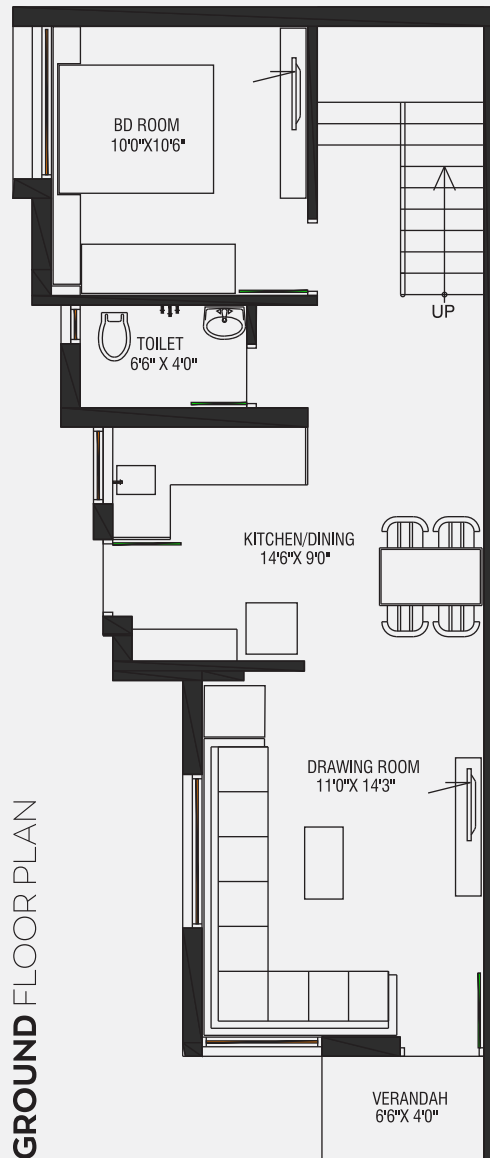 BD ROOM
10'0"X10'6"
UP
TOILET
6'6" X 4'0"
KITCHEN/DINING
14'6"X 9'0"
DRAWING ROOM
11'0"X 14'3"
VERANDAH
6'6"X 4'0"
GROUND FLOOR PLAN